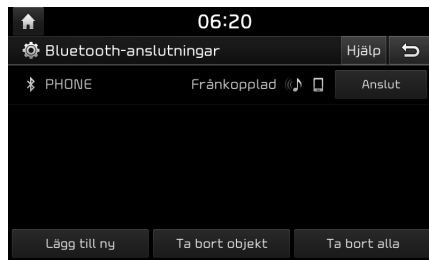 06:20
Bluetooth-anslutningar Hjälp
PHONE Frånkopplad Anslut
Lägg till ny Ta bort objekt Ta bort alla